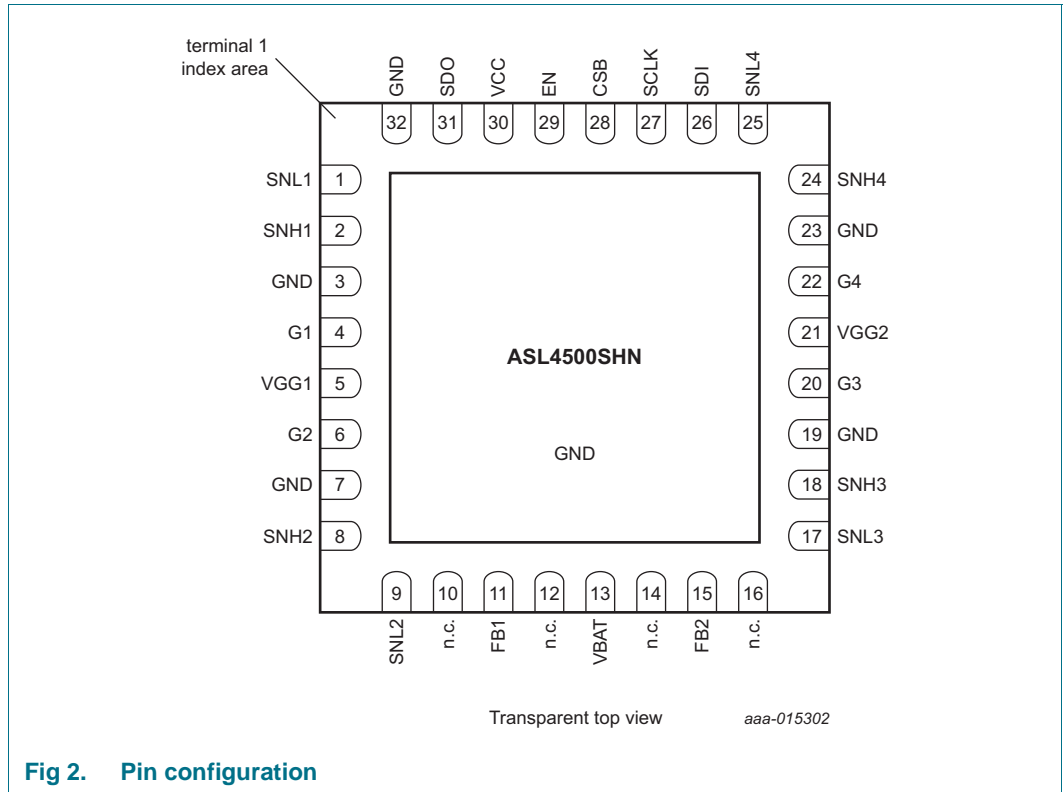 terminal 1
index area
GND SDO VCC EN CSB SCLK SDI SNL4
32 31 30 29 28 27 26 25
SNL1 1
SNH1 2
GND 3
G1 4
VGG1 5
G2 6
GND 7
SNH2 8
24 SNH4
23 GND
22 G4
21 VGG2
20 G3
19 GND
18 SNH3
17 SNL3
ASL4500SHN
GND
9 10 11 12 13 14 15 16
SNL2 n.c. FB1 n.c. VBAT n.c. FB2 n.c.
Transparent top view
aaa-015302
Fig 2. Pin configuration